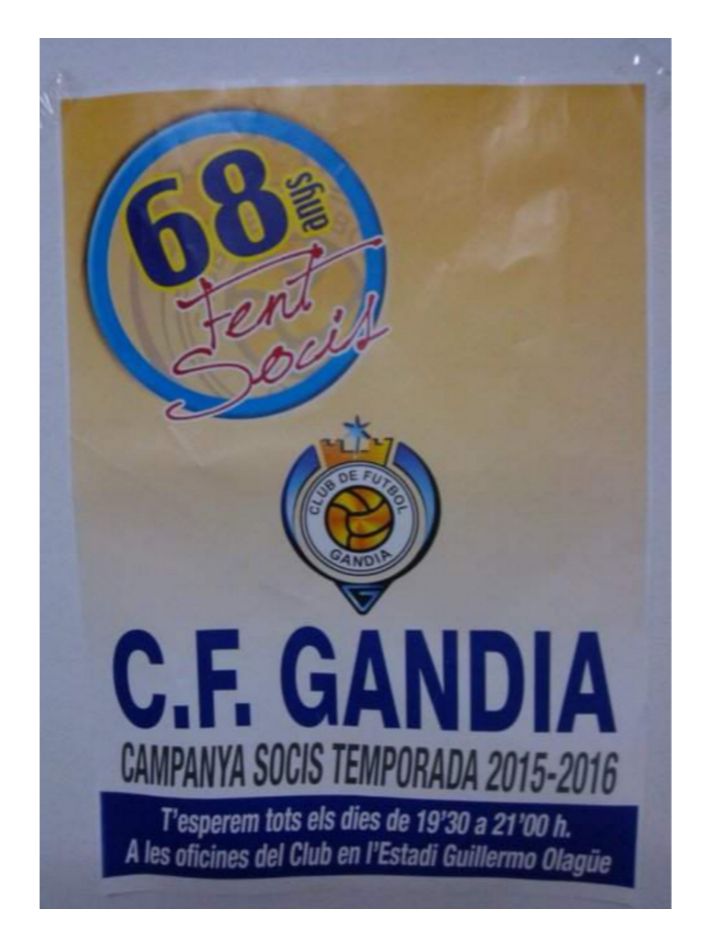 68 anys
Fent
Socis
CLUB DE FUTBOL
GANDIA
C.F. GANDIA
CAMPANYA SOCIS TEMPORADA 2015-2016
T'esperem tots els dies de 19'30 a 21'00 h.
A les oficines del Club en l'Estadi Guillermo Olagüe